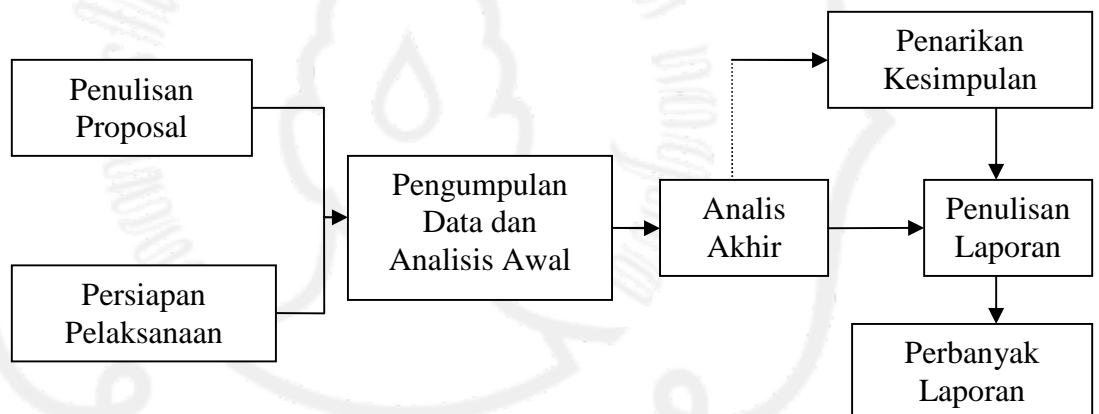 Penulisan
Proposal
Persiapan
Pelaksanaan
Pengumpulan
Data dan
Analisis Awal
Analis
Akhir
Penarikan
Kesimpulan
Penulisan
Laporan
Perbanyak
Laporan